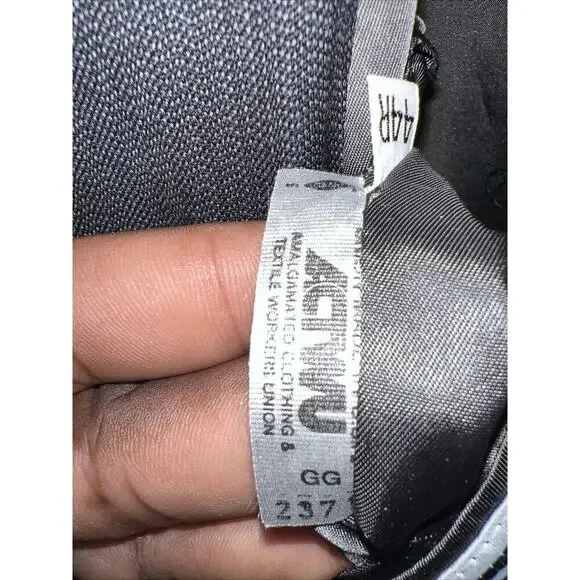 44R
ACTWU
AMALGAMATED CLOTHING &
TEXTILE WORKERS UNION
GG
237